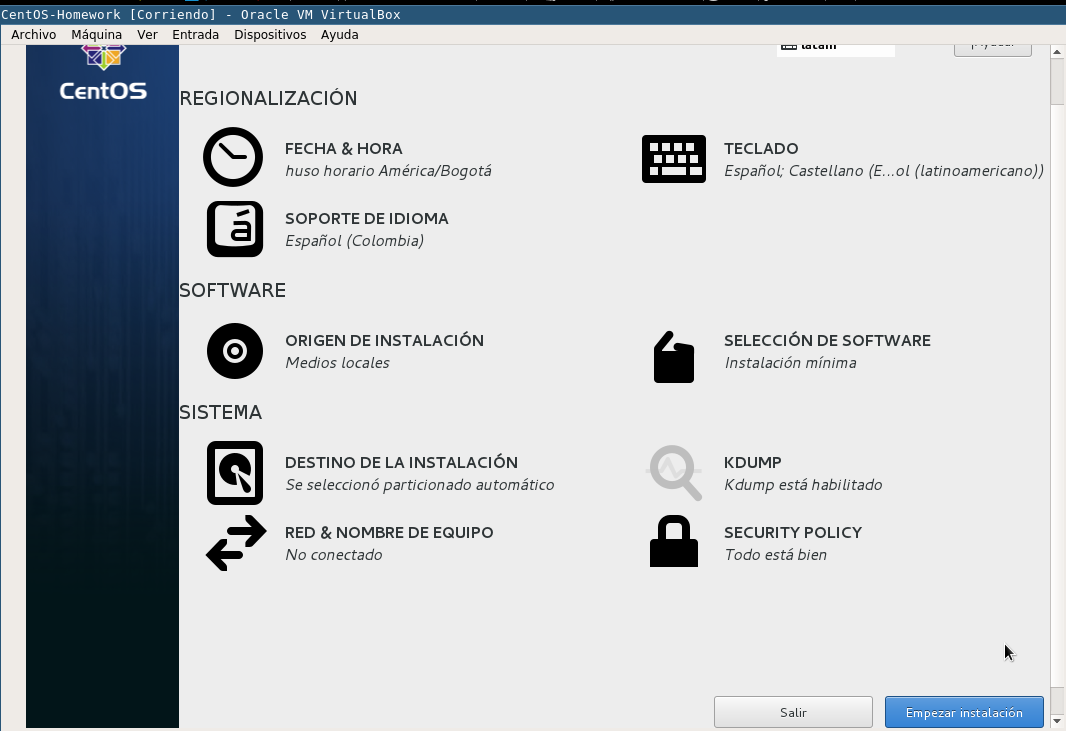 CentOS-Homework [Corriendo] - Oracle VM VirtualBox
Archivo Máquina Ver Entrada Dispositivos Ayuda
latam
CentOS
REGIONALIZACIÓN
FECHA & HORA
huso horario América/Bogotá
TECLADO
Español; Castellano (E...ol (latinoamericano))
SOPORTE DE IDIOMA
Español (Colombia)
SOFTWARE
ORIGEN DE INSTALACIÓN
Medios locales
SELECCIÓN DE SOFTWARE
Instalación mínima
SISTEMA
DESTINO DE LA INSTALACIÓN
Se seleccionó particionado automático
KDUMP
Kdump está habilitado
RED & NOMBRE DE EQUIPO
No conectado
SECURITY POLICY
Todo está bien
Salir
Empezar instalación